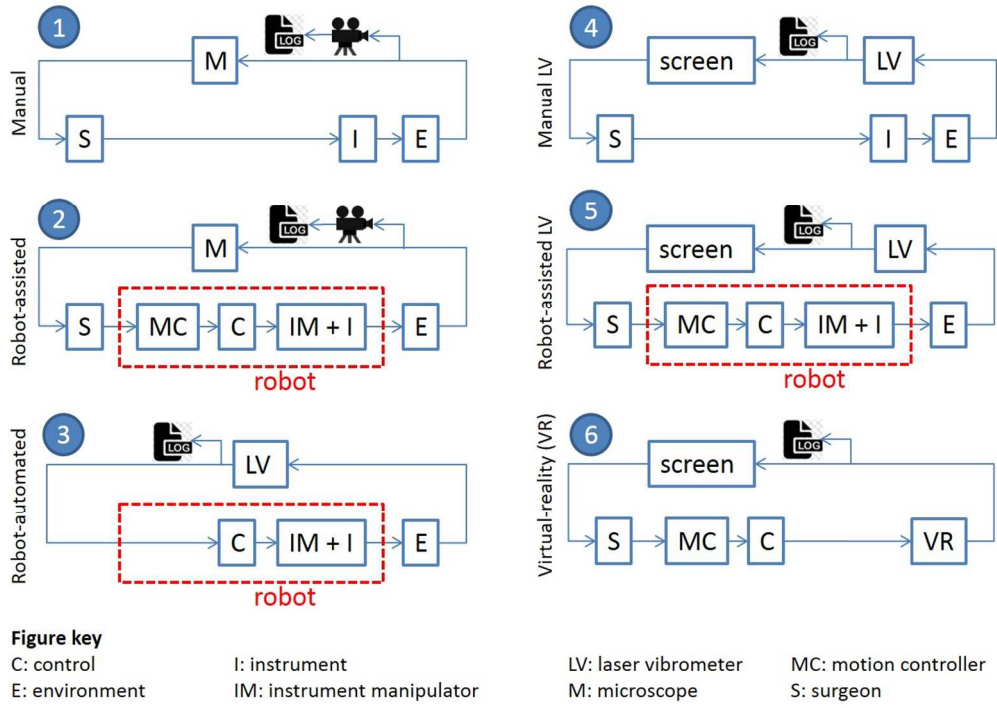 1
Manual
LOG
M
S
I
E
2
Robot-assisted
LOG
M
S
MC
C
IM + I
E
robot
3
Robot-automated
LOG
LV
C
IM + I
E
robot
4
Manual LV
LOG
screen
LV
S
I
E
5
Robot-assisted LV
LOG
screen
LV
S
MC
C
IM + I
E
robot
6
Virtual-reality (VR)
LOG
screen
S
MC
C
VR
Figure key
C: control
I: instrument
LV: laser vibrometer
MC: motion controller
E: environment
IM: instrument manipulator
M: microscope
S: surgeon